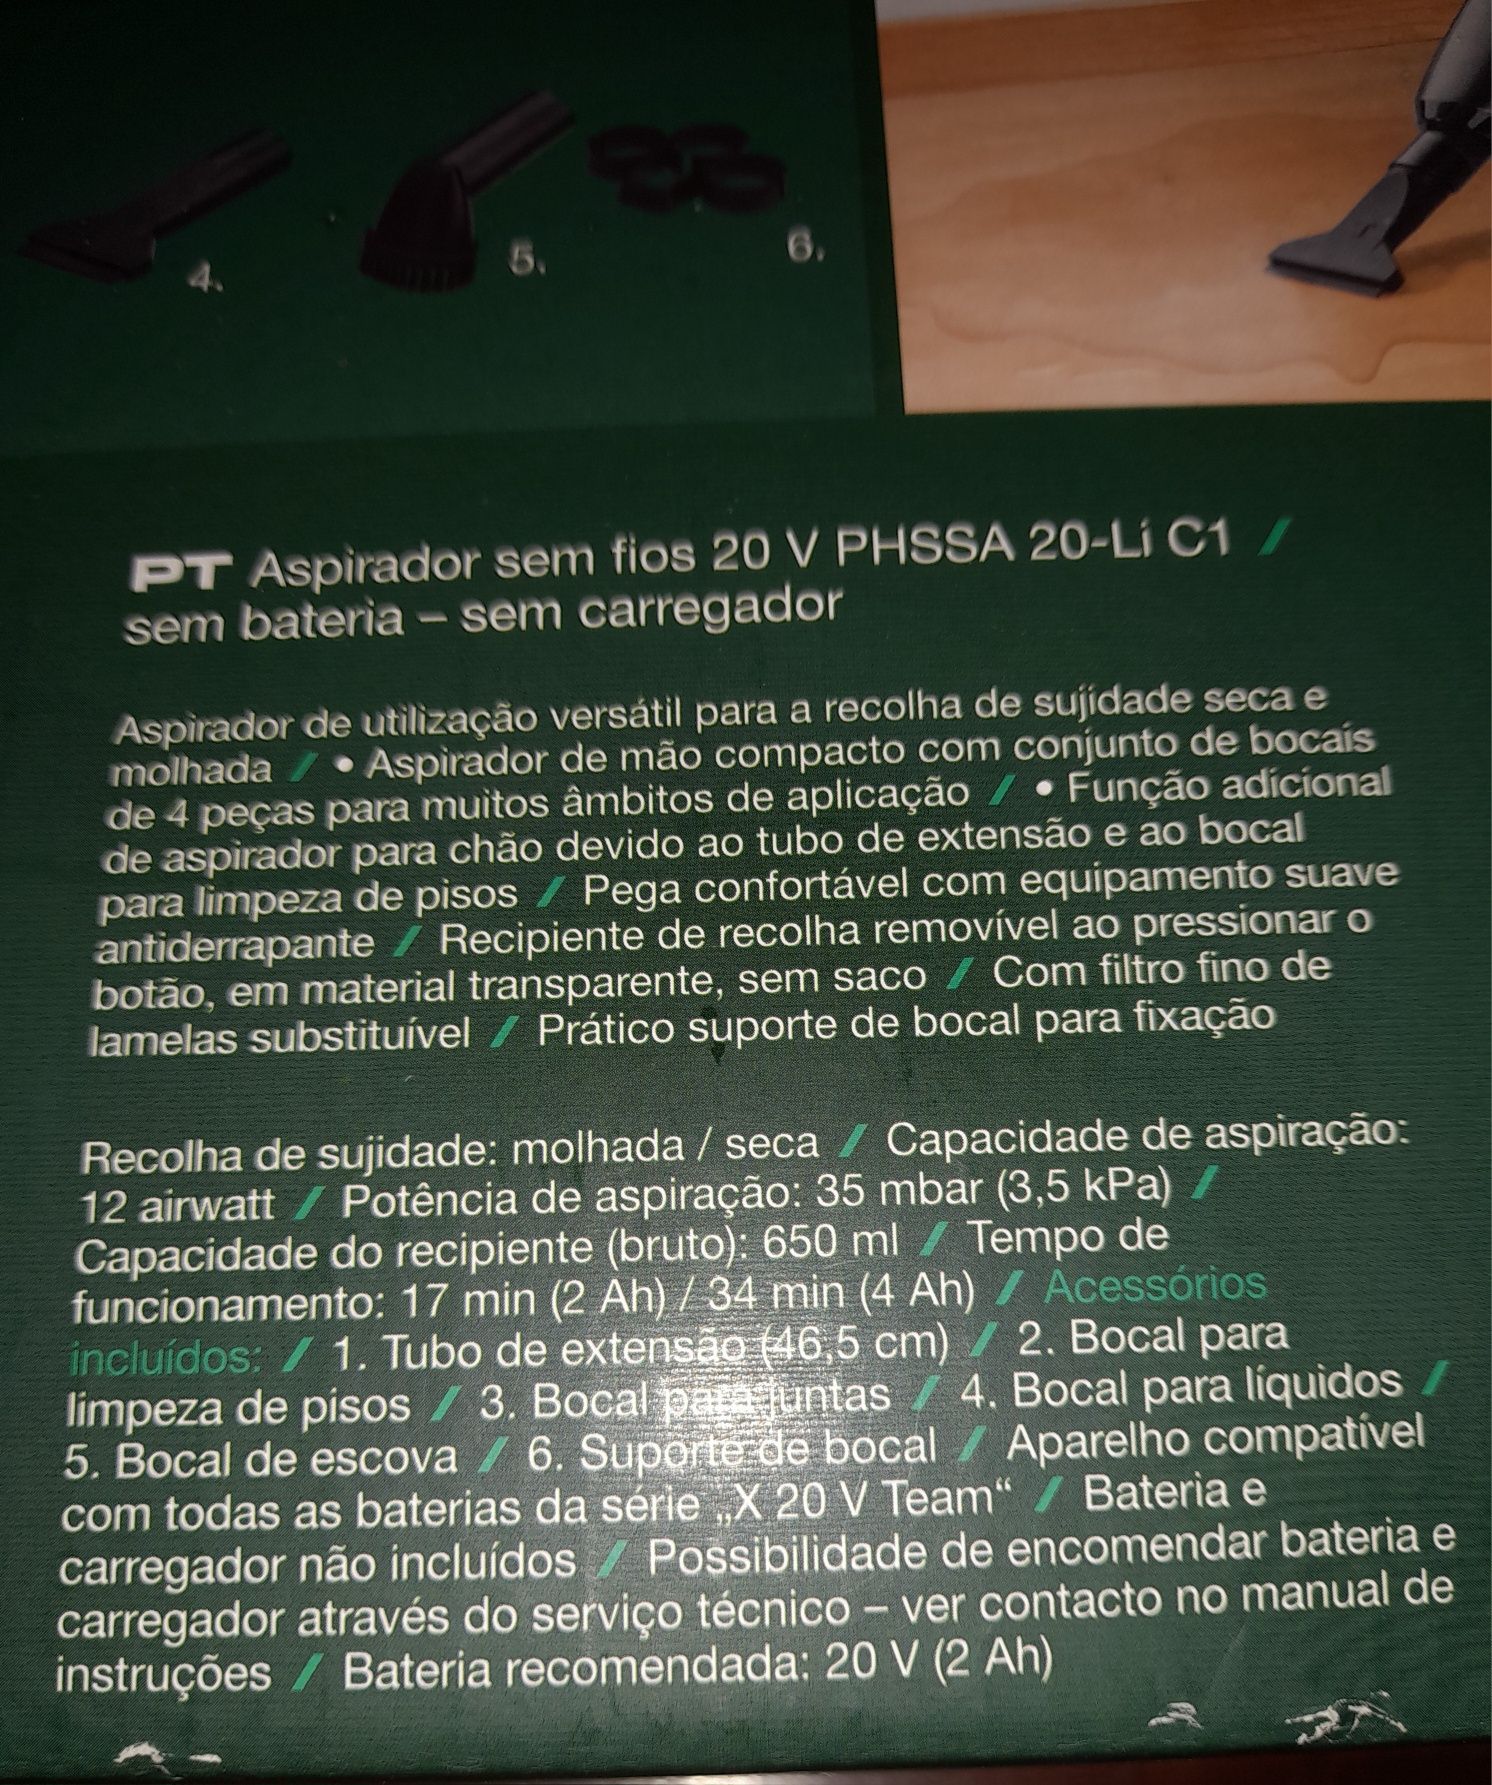 4.
5.
6.
PT Aspirador sem fios 20 V PHSSA 20-Li C1 /
sem bateria – sem carregador
Aspirador de utilização versátil para a recolha de sujidade seca e
molhada / • Aspirador de mão compacto com conjunto de bocais
de 4 peças para muitos âmbitos de aplicação / • Função adicional
de aspirador para chão devido ao tubo de extensão e ao bocal
para limpeza de pisos / Pega confortável com equipamento suave
antiderrapante / Recipiente de recolha removível ao pressionar o
botão, em material transparente, sem saco / Com filtro fino de
lamelas substituível / Prático suporte de bocal para fixação
Recolha de sujidade: molhada / seca / Capacidade de aspiração:
12 airwatt / Potência de aspiração: 35 mbar (3,5 kPa) /
Capacidade do recipiente (bruto): 650 ml / Tempo de
funcionamento: 17 min (2 Ah) / 34 min (4 Ah) / Acessórios
incluídos: / 1. Tubo de extensão (46,5 cm) / 2. Bocal para
limpeza de pisos / 3. Bocal para juntas / 4. Bocal para líquidos /
5. Bocal de escova / 6. Suporte de bocal / Aparelho compatível
com todas as baterias da série „X 20 V Team“ / Bateria e
carregador não incluídos / Possibilidade de encomendar bateria e
carregador através do serviço técnico – ver contacto no manual de
instruções / Bateria recomendada: 20 V (2 Ah)